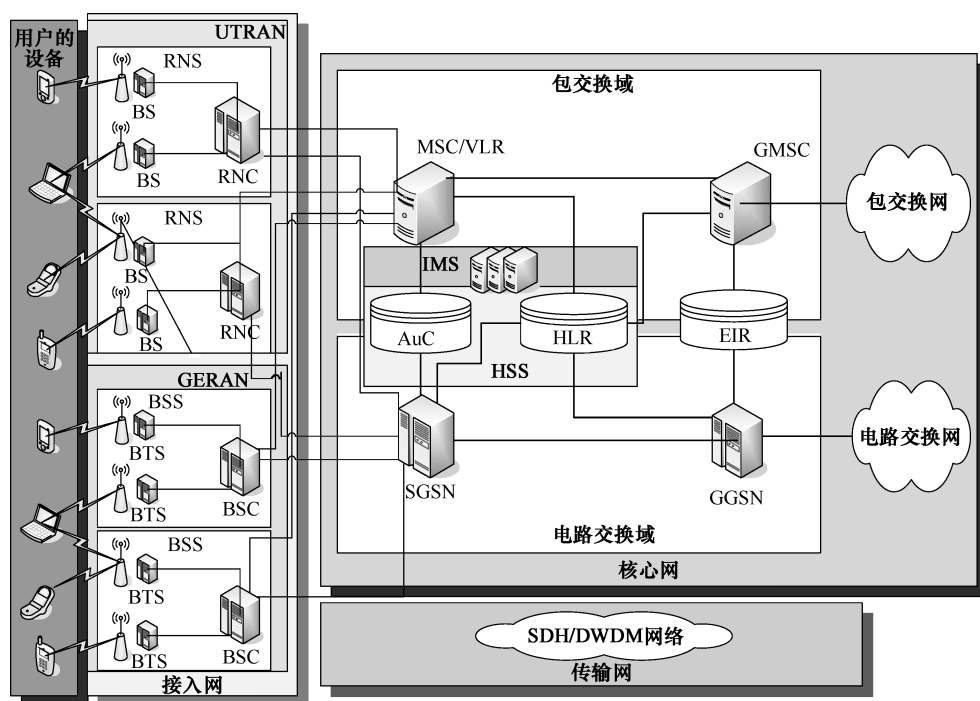 用户的
设备
UTRAN
RNS
BS
BS
RNC
RNS
BS
BS
RNC
GERAN
BSS
BTS
BTS
BSC
BSS
BTS
BTS
BSC
接入网
包交换域
MSC/VLR
GMSC
包交换网
IMS
AuC
HLR
EIR
HSS
SGSN
GGSN
电路交换网
电路交换域
核心网
SDH/DWDM网络
传输网